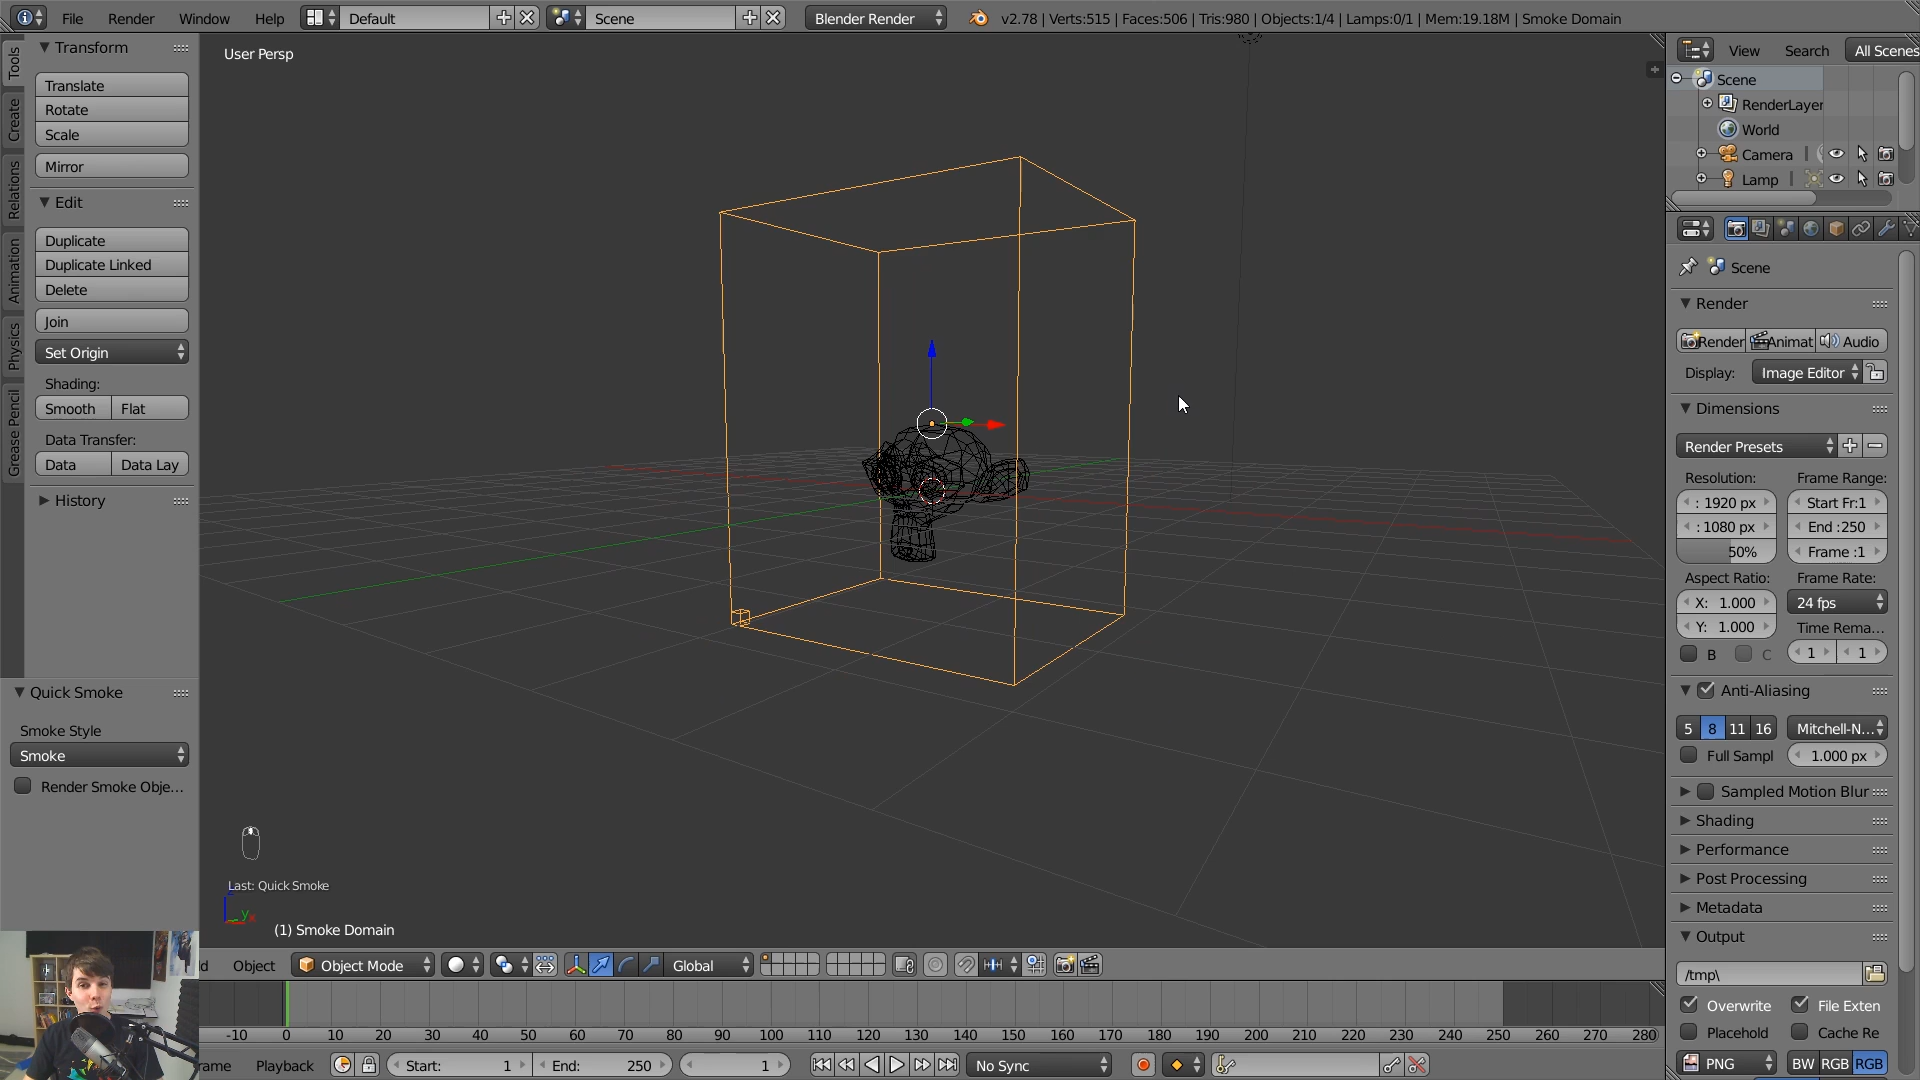 File Render Window Help Default Scene Blender Render v2.78 | Verts:515 | Faces:506 | Tris:980 | Objects:1/4 | Lamps:0/1 | Mem:19.18M | Smoke Domain
Tools
Create
Relations
Animation
Physics
Grease Pencil
Transform
Translate
Rotate
Scale
Mirror
Edit
Duplicate
Duplicate Linked
Delete
Join
Set Origin
Shading:
Smooth Flat
Data Transfer:
Data Data Lay
History
Quick Smoke
Smoke Style
Smoke
Render Smoke Obje...
User Persp
Last: Quick Smoke
(1) Smoke Domain
Object Object Mode Global
-10 0 10 20 30 40 50 60 70 80 90 100 110 120 130 140 150 160 170 180 190 200 210 220 230 240 250 260 270 280
rame Playback Start: 1 End: 250 1 No Sync
View Search All Scenes
Scene
RenderLayer
World
Camera
Lamp
Scene
Render
Render Animat Audio
Display: Image Editor
Dimensions
Render Presets
Resolution: Frame Range:
: 1920 px Start Fr:1
: 1080 px End :250
50% Frame :1
Aspect Ratio: Frame Rate:
X: 1.000 24 fps
Y: 1.000 Time Rema...
B C 1 1
Anti-Aliasing
5 8 11 16 Mitchell-N...
Full Sampl 1.000 px
Sampled Motion Blur
Shading
Performance
Post Processing
Metadata
Output
/tmp\
Overwrite File Exten
Placehold Cache Re
PNG BW RGB RGB